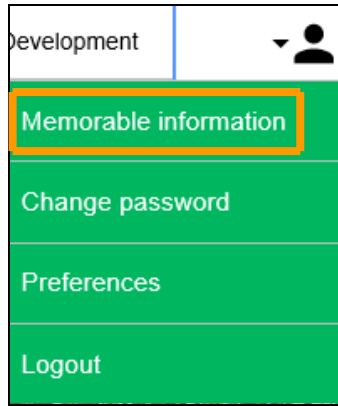 Development
Memorable information
Change password
Preferences
Logout